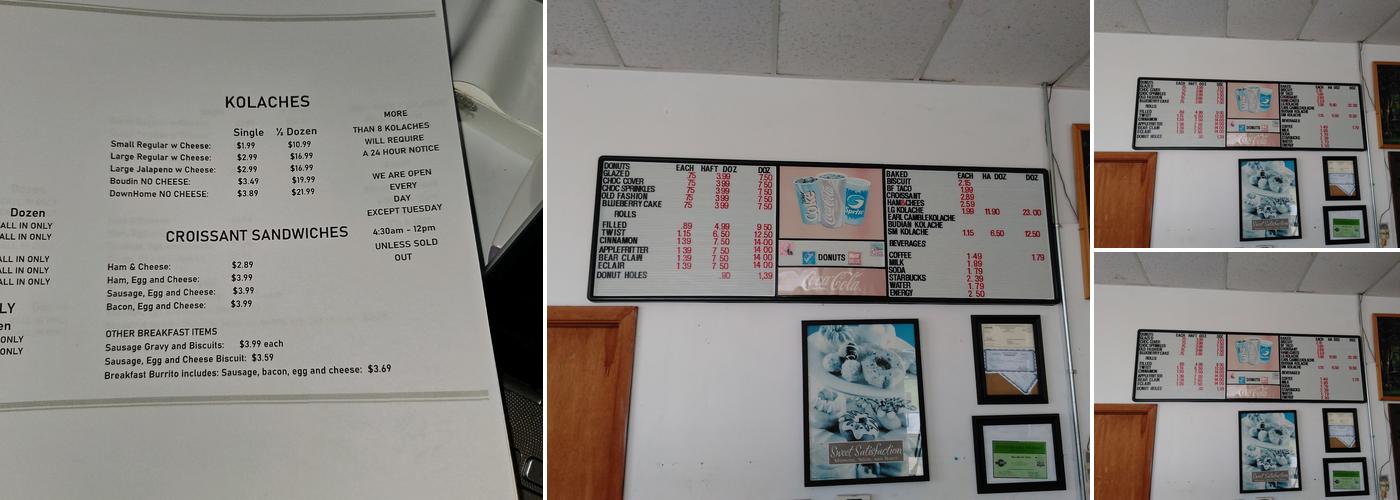 KOLACHES
Single ½ Dozen
Small Regular w Cheese: $1.99 $10.99
Large Regular w Cheese: $2.99 $16.99
Large Jalapeno w Cheese: $2.99 $16.99
Boudin NO CHEESE: $3.49 $19.99
DownHome NO CHEESE: $3.89 $21.99
MORE
THAN 8 KOLACHES
WILL REQUIRE
A 24 HOUR NOTICE
WE ARE OPEN
EVERY
DAY
EXCEPT TUESDAY
4:30am - 12pm
UNLESS SOLD
OUT
Dozen
ALL IN ONLY
ALL IN ONLY
ALL IN ONLY
ALL IN ONLY
LY
en
ONLY
ONLY
CROISSANT SANDWICHES
Ham & Cheese: $2.89
Ham, Egg and Cheese: $3.99
Sausage, Egg and Cheese: $3.99
Bacon, Egg and Cheese: $3.99
OTHER BREAKFAST ITEMS
Sausage Gravy and Biscuits: $3.99 each
Sausage, Egg and Cheese Biscuit: $3.59
Breakfast Burrito includes: Sausage, bacon, egg and cheese: $3.69
DONUTS EACH HAFT DOZ DOZ
GLAZED 75 3.99 7.50
CHOC COVER 75 3 99 7 50
CHOC SPRINKLES 75 3 99 7 50
OLD FASHION 75 3 99 7 50
BLUEBERRY CAKE 75 3 99 7 50
ROLLS
FILLED .89 4.99 9 50
TWIST 1.15 6 50 12.50
CINNAMON 1 39 7 50 14 00
APPLEFRITTER 1.39 7 50 14 00
BEAR CLAIN 1.39 7 50 14 00
ECLAIR 1.39 7 50 14 00
DONUT HOLES .90 1,39
Coke
Sprite
DONUTS
Coca-Cola
BAKED EACH HA DOZ DOZ
BISCUIT 2.15
BF TACO 1.99
CROISSANT 2.89
HAM&CHEES 2.59
LG KOLACHE 1.99 11.90 23.00
EARL CAMBLEKOLACHE
BUDIAN KOLACHE
SM KOLACHE 1.15 6.50 12.50
BEVERAGES
COFFEE 1.49 1.79
MILK 1.89
SODA 1.79
STARBUCKS 2.39
WATER 1.79
ENERGY 2 50
Sweet Satisfaction